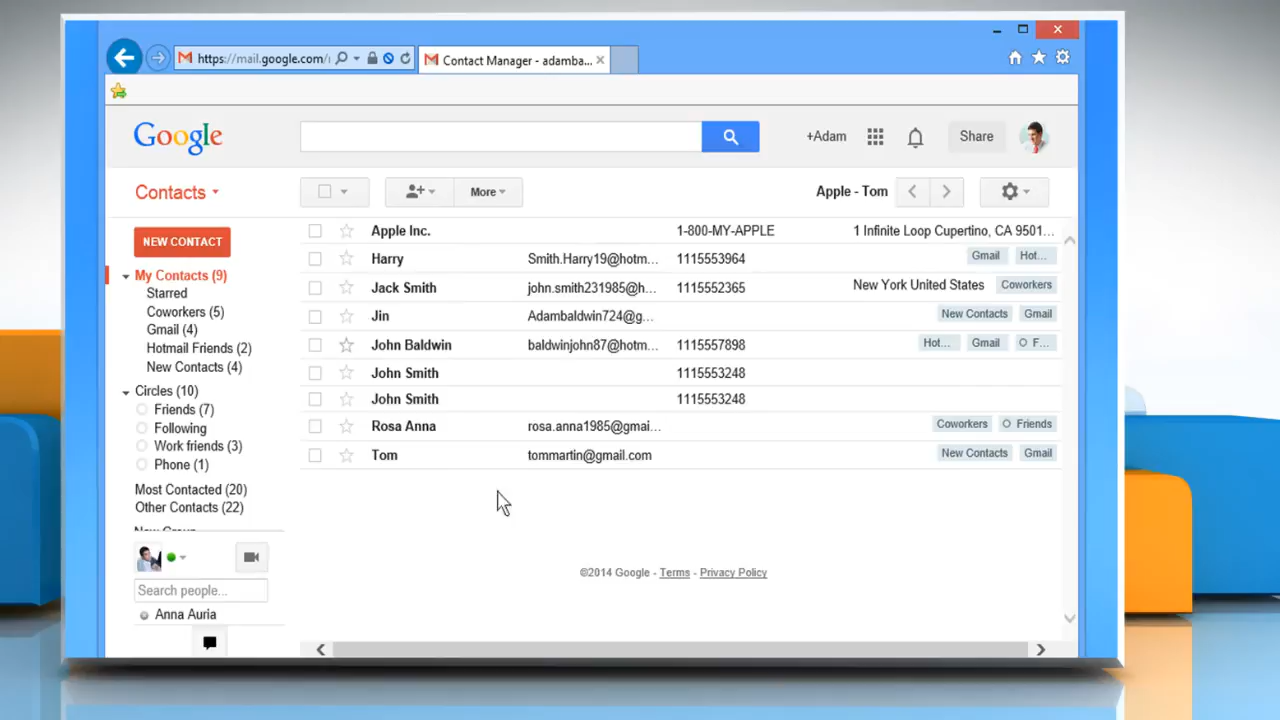 https://mail.google.com/ Contact Manager - adamba...
Google +Adam Share
Contacts More Apple - Tom
NEW CONTACT
My Contacts (9)
Starred
Coworkers (5)
Gmail (4)
Hotmail Friends (2)
New Contacts (4)
Circles (10)
Friends (7)
Following
Work friends (3)
Phone (1)
Most Contacted (20)
Other Contacts (22)
New Group
Search people...
Anna Auria
Apple Inc. 1-800-MY-APPLE 1 Infinite Loop Cupertino, CA 9501...
Harry Smith.Harry19@hotm... 1115553964 Gmail Hot...
Jack Smith john.smith231985@h... 1115552365 New York United States Coworkers
Jin Adambaldwin724@g... New Contacts Gmail
John Baldwin baldwinjohn87@hotm... 1115557898 Hot... Gmail F...
John Smith 1115553248
John Smith 1115553248
Rosa Anna rosa.anna1985@gmai... Coworkers Friends
Tom tommartin@gmail.com New Contacts Gmail
©2014 Google - Terms - Privacy Policy